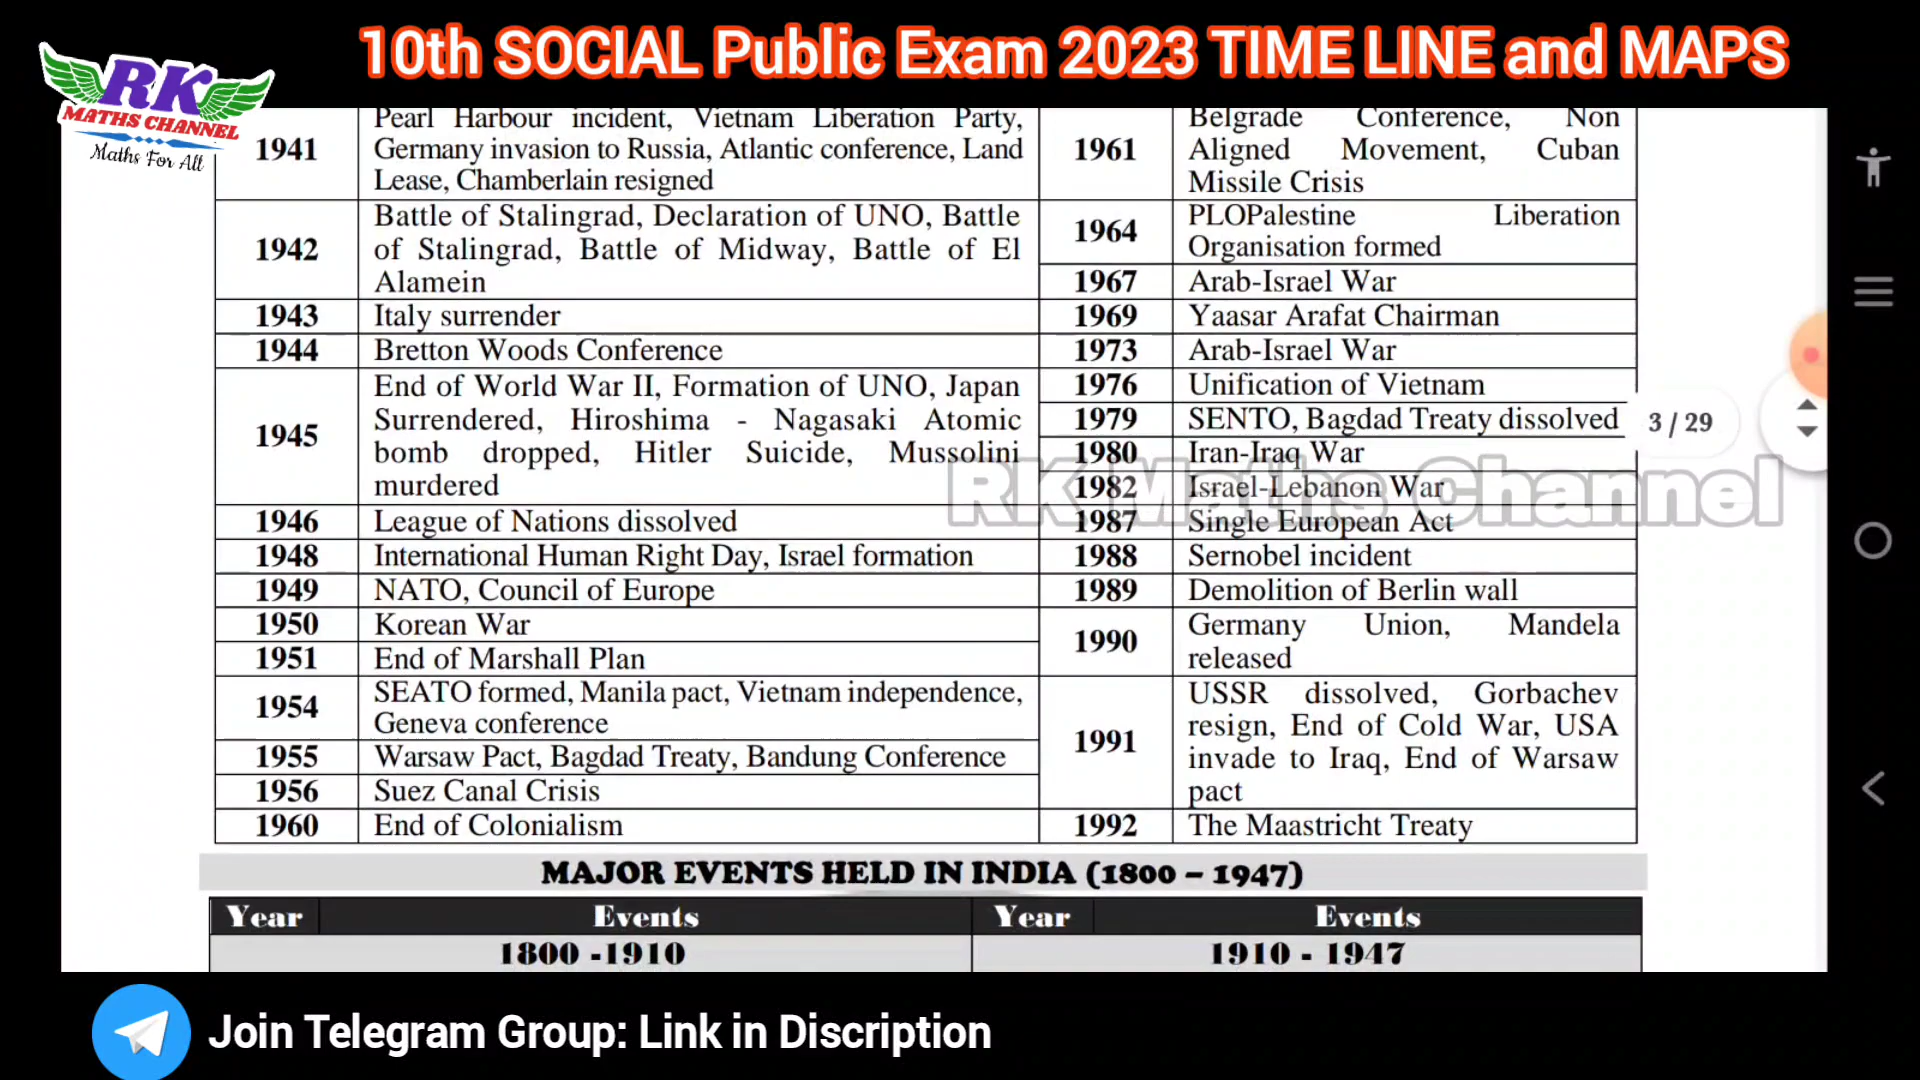 10th SOCIAL Public Exam 2023 TIME LINE and MAPS
RK
MATHS CHANNEL
Maths For All
1941
Pearl Harbour incident, Vietnam Liberation Party,
Germany invasion to Russia, Atlantic conference, Land
Lease, Chamberlain resigned
1942
Battle of Stalingrad, Declaration of UNO, Battle
of Stalingrad, Battle of Midway, Battle of El
Alamein
1943 Italy surrender
1944 Bretton Woods Conference
1945
End of World War II, Formation of UNO, Japan
Surrendered, Hiroshima - Nagasaki Atomic
bomb dropped, Hitler Suicide, Mussolini
murdered
1946 League of Nations dissolved
1948 International Human Right Day, Israel formation
1949 NATO, Council of Europe
1950 Korean War
1951 End of Marshall Plan
1954
SEATO formed, Manila pact, Vietnam independence,
Geneva conference
1955 Warsaw Pact, Bagdad Treaty, Bandung Conference
1956 Suez Canal Crisis
1960 End of Colonialism
1961
Belgrade Conference, Non
Aligned Movement, Cuban
Missile Crisis
1964
PLOPalestine Liberation
Organisation formed
1967 Arab-Israel War
1969 Yaasar Arafat Chairman
1973 Arab-Israel War
1976 Unification of Vietnam
1979 SENTO, Bagdad Treaty dissolved
1980 Iran-Iraq War
1982 Israel-Lebanon War
1987 Single European Act
1988 Sernobel incident
1989 Demolition of Berlin wall
1990
Germany Union, Mandela
released
1991
USSR dissolved, Gorbachev
resign, End of Cold War, USA
invade to Iraq, End of Warsaw
pact
1992 The Maastricht Treaty
3 / 29
RK Maths Channel
MAJOR EVENTS HELD IN INDIA (1800 – 1947)
Year Events Year Events
1800 -1910 1910 - 1947
Join Telegram Group: Link in Discription